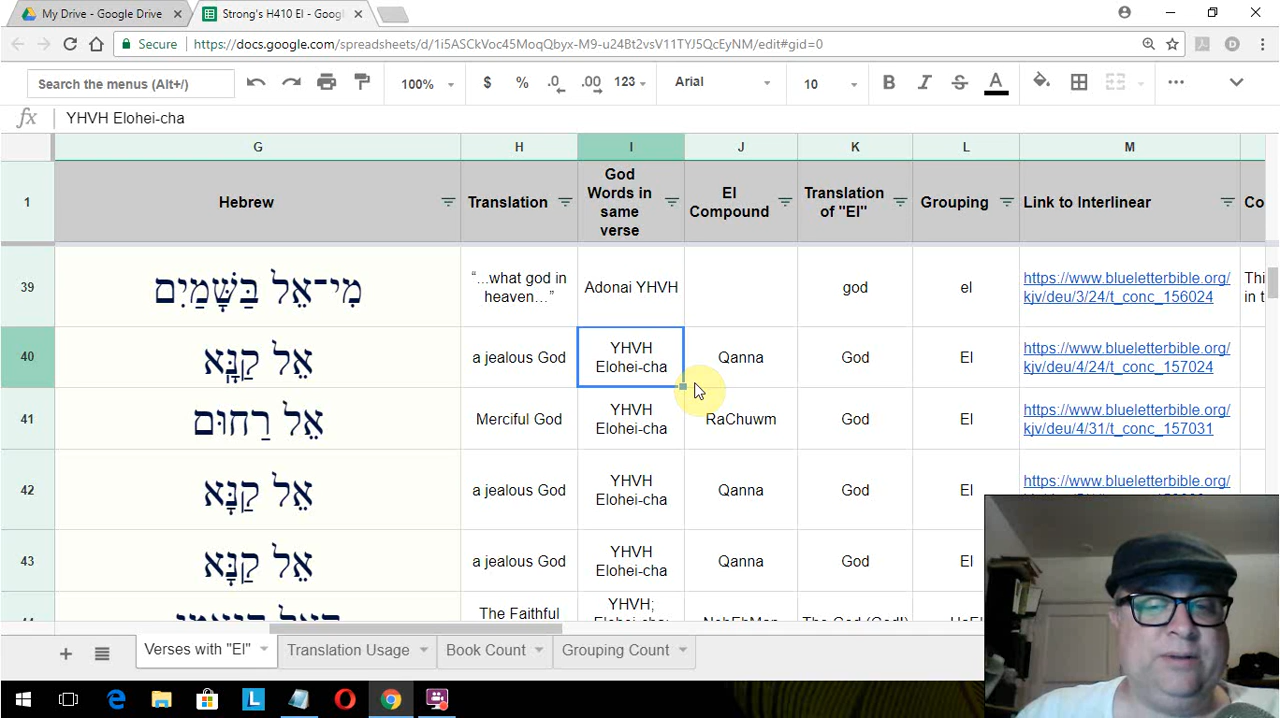 My Drive - Google Drive
Strong's H410 El - Goog
Secure
https://docs.google.com/spreadsheets/d/1i5ASCkVoc45MoqQbyx-M9-u24Bt2vsV11TYJ5QcEyNM/edit#gid=0
Search the menus (Alt+/)
100%
$ % .0 .00 123
Arial
10
B I S A
fx YHVH Elohei-cha
G H I J K L M
1
Hebrew
Translation
God
Words in
same
verse
El
Compound
Translation
of "El"
Grouping
Link to Interlinear
Co
39
מִי־אֵל בַּשָּׁמַיִם
“...what god in
heaven...”
Adonai YHVH
god
el
https://www.blueletterbible.org/
kjv/deu/3/24/t_conc_156024
Thi
in t
40
אֵל קַנָּא
a jealous God
YHVH
Elohei-cha
Qanna
God
El
https://www.blueletterbible.org/
kjv/deu/4/24/t_conc_157024
41
אֵל רַחוּם
Merciful God
YHVH
Elohei-cha
RaChuwm
God
El
https://www.blueletterbible.org/
kjv/deu/4/31/t_conc_157031
42
אֵל קַנָּא
a jealous God
YHVH
Elohei-cha
Qanna
God
El
https://www.blueletterbible.org/
43
אֵל קַנָּא
a jealous God
YHVH
Elohei-cha
Qanna
God
El
The Faithful
YHVH;
Verses with "El"
Translation Usage
Book Count
Grouping Count